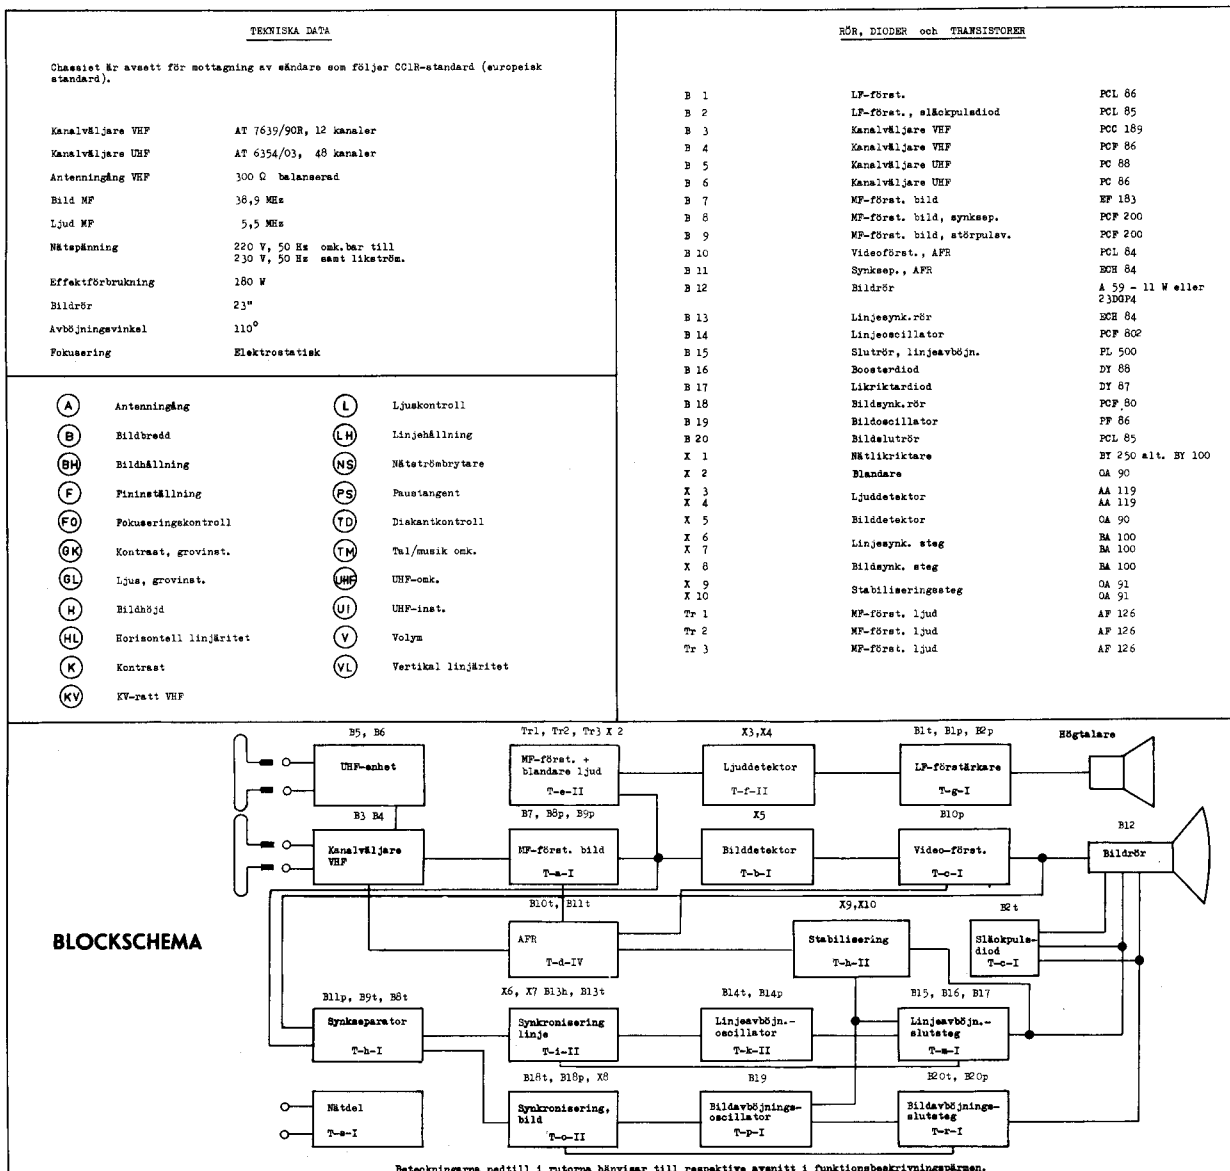 TEKNISKA DATA
Chassiet är avsett för mottagning av sändare som följer CC1R-standard (europeisk
standard).
Kanalväljare VHF AT 7639/90R, 12 kanaler
Kanalväljare UHF AT 6354/03, 48 kanaler
Antenningång VHF 300 Ω balanserad
Bild MF 38,9 MHz
Ljud MF 5,5 MHz
Nätspänning 220 V, 50 Hz omk.bar till
230 V, 50 Hz samt likström.
Effektförbrukning 180 W
Bildrör 23"
Avböjningsvinkel 110°
Fokusering Elektrostatisk
RÖR, DIODER och TRANSISTORER
B 1 LF-först. PCL 86
B 2 LF-först., släckpulsdiod PCL 85
B 3 Kanalväljare VHF PCC 189
B 4 Kanalväljare VHF PCF 86
B 5 Kanalväljare UHF PC 88
B 6 Kanalväljare UHF PC 86
B 7 MF-först. bild EF 183
B 8 MF-först. bild, synksep. PCF 200
B 9 MF-först. bild, störpulsv. PCF 200
B 10 Videoförst., AFR PCL 84
B 11 Synksep., AFR ECH 84
B 12 Bildrör A 59 - 11 W eller
23DGP4
B 13 Linjesynk.rör ECH 84
B 14 Linjeoscillator PCF 802
B 15 Slutrör, linjeavböjn. PL 500
B 16 Boosterdiod DY 88
B 17 Likriktardiod DY 87
B 18 Bildsynk.rör PCF 80
B 19 Bildoscillator PF 86
B 20 Bildslutrör PCL 85
X 1 Nätlikriktare BY 250 alt. BY 100
X 2 Blandare OA 90
X 3 AA 119
Ljuddetektor
X 4 AA 119
X 5 Bilddetektor OA 90
X 6 BA 100
Linjesynk. steg
X 7 BA 100
X 8 Bildsynk. steg BA 100
X 9 OA 91
Stabiliseringssteg
X 10 OA 91
Tr 1 MF-först. ljud AF 126
Tr 2 MF-först. ljud AF 126
Tr 3 MF-först. ljud AF 126
A Antenningång
B Bildbredd
BH Bildhållning
F Fininställning
FO Fokuseringskontroll
GK Kontrast, grovinst.
GL Ljus, grovinst.
H Bildhöjd
HL Horisontell linjäritet
K Kontrast
KV KV-ratt VHF
L Ljuskontroll
LH Linjehållning
NS Nätströmbrytare
PS Paustangent
TD Diskantkontroll
TM Tal/musik omk.
UHF UHF-omk.
UI UHF-inst.
V Volym
VL Vertikal linjäritet
BLOCKSCHEMA
B5, B6
UHF-enhet
Tr1, Tr2, Tr3 X 2
MF-först. +
blandare ljud
T-e-II
X3,X4
Ljuddetektor
T-f-II
B1t, B1p, B2p
LF-förstärkare
T-g-I
Högtalare
B3 B4
Kanalväljare
VHF
B7, B8p, B9p
MF-först. bild
T-a-I
X5
Bilddetektor
T-b-I
B10p
Video-först.
T-c-I
B12
Bildrör
B10t, B11t
AFR
T-d-IV
X9,X10
Stabilisering
T-h-II
B2t
Släckpuls-
diod
T-c-I
B11p, B9t, B8t
Synkseparator
T-h-I
X6, X7 B13h, B13t
Synkronisering
linje
T-i-II
B14t, B14p
Linjeavböjn.-
oscillator
T-k-II
B15, B16, B17
Linjeavböjn.-
slutsteg
T-m-I
Nätdel
T-s-I
B18t, B18p, X8
Synkronisering,
bild
T-o-II
B19
Bildavböjnings-
oscillator
T-p-I
B20t, B20p
Bildavböjnings-
slutsteg
T-r-I
Beteckningarna nedtill i rutorna hänvisar till respektive avsnitt i funktionsbeskrivningspärmen.